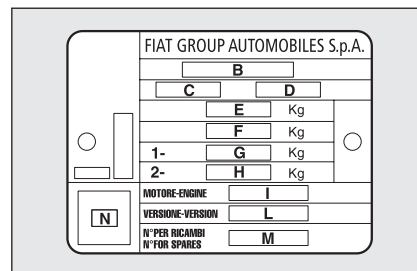 FIAT GROUP AUTOMOBILES S.p.A.
B
C D
E Kg
F Kg
1- G Kg
2- H Kg
MOTORE-ENGINE I
VERSIONE-VERSION L
N
N°PER RICAMBI
N°FOR SPARES M